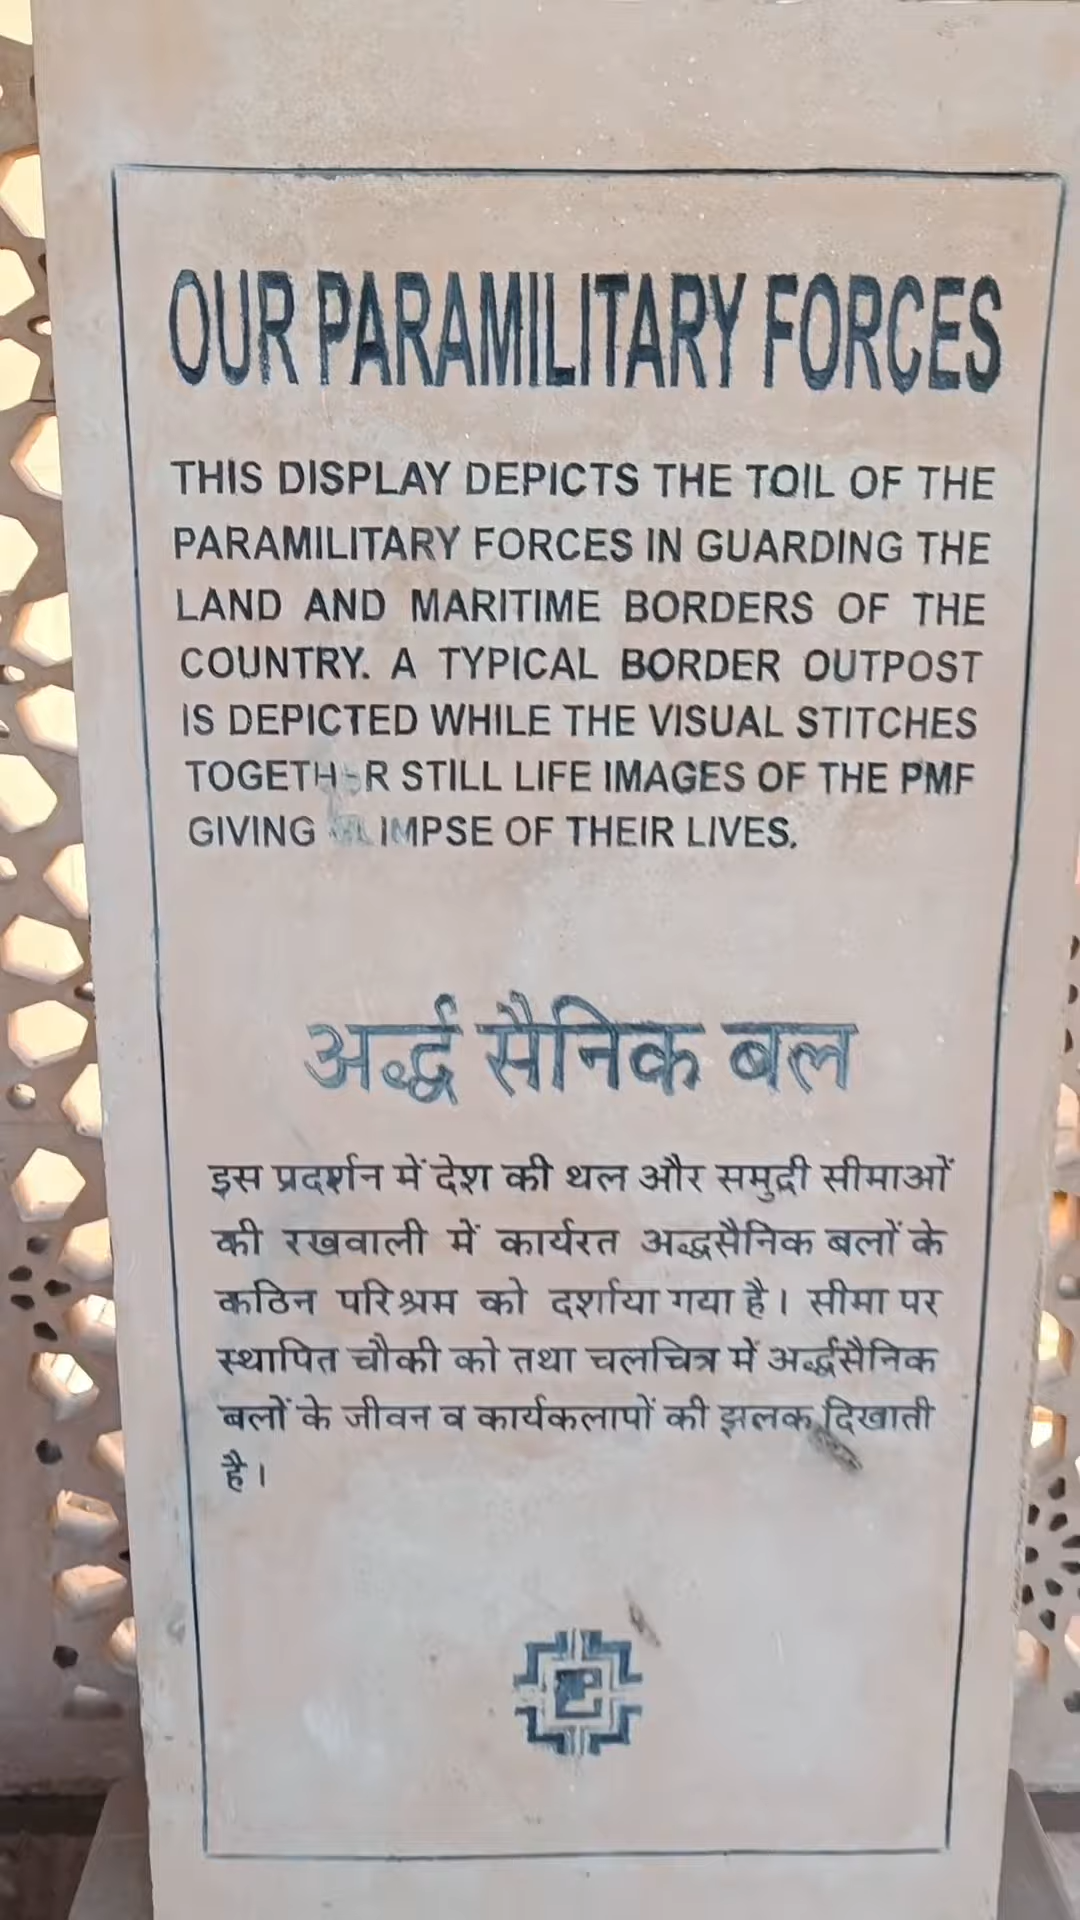 OUR PARAMILITARY FORCES
THIS DISPLAY DEPICTS THE TOIL OF THE
PARAMILITARY FORCES IN GUARDING THE
LAND AND MARITIME BORDERS OF THE
COUNTRY. A TYPICAL BORDER OUTPOST
IS DEPICTED WHILE THE VISUAL STITCHES
TOGETHER STILL LIFE IMAGES OF THE PMF
GIVING GLIMPSE OF THEIR LIVES.
अर्द्ध सैनिक बल
इस प्रदर्शन में देश की थल और समुद्री सीमाओं
की रखवाली में कार्यरत अद्धसैनिक बलों के
कठिन परिश्रम को दर्शाया गया है। सीमा पर
स्थापित चौकी को तथा चलचित्र में अर्द्धसैनिक
बलों के जीवन व कार्यकलापों की झलक दिखाती
है।